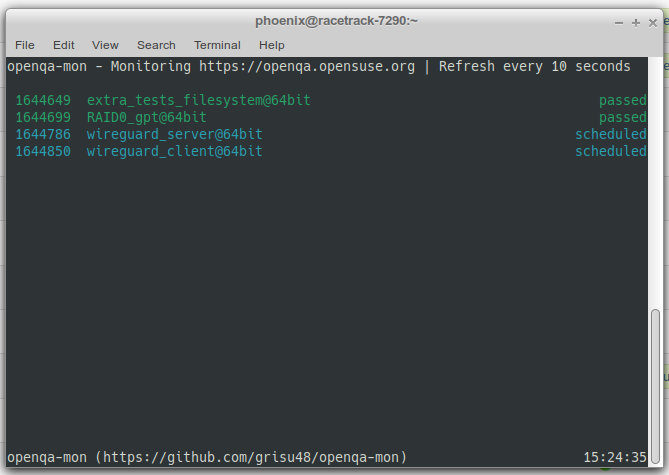 phoenix@racetrack-7290:~
File Edit View Search Terminal Help
openqa-mon - Monitoring https://openqa.opensuse.org | Refresh every 10 seconds
1644649 extra_tests_filesystem@64bit passed
1644699 RAID0_gpt@64bit passed
1644786 wireguard_server@64bit scheduled
1644850 wireguard_client@64bit scheduled
openqa-mon (https://github.com/grisu48/openqa-mon) 15:24:35